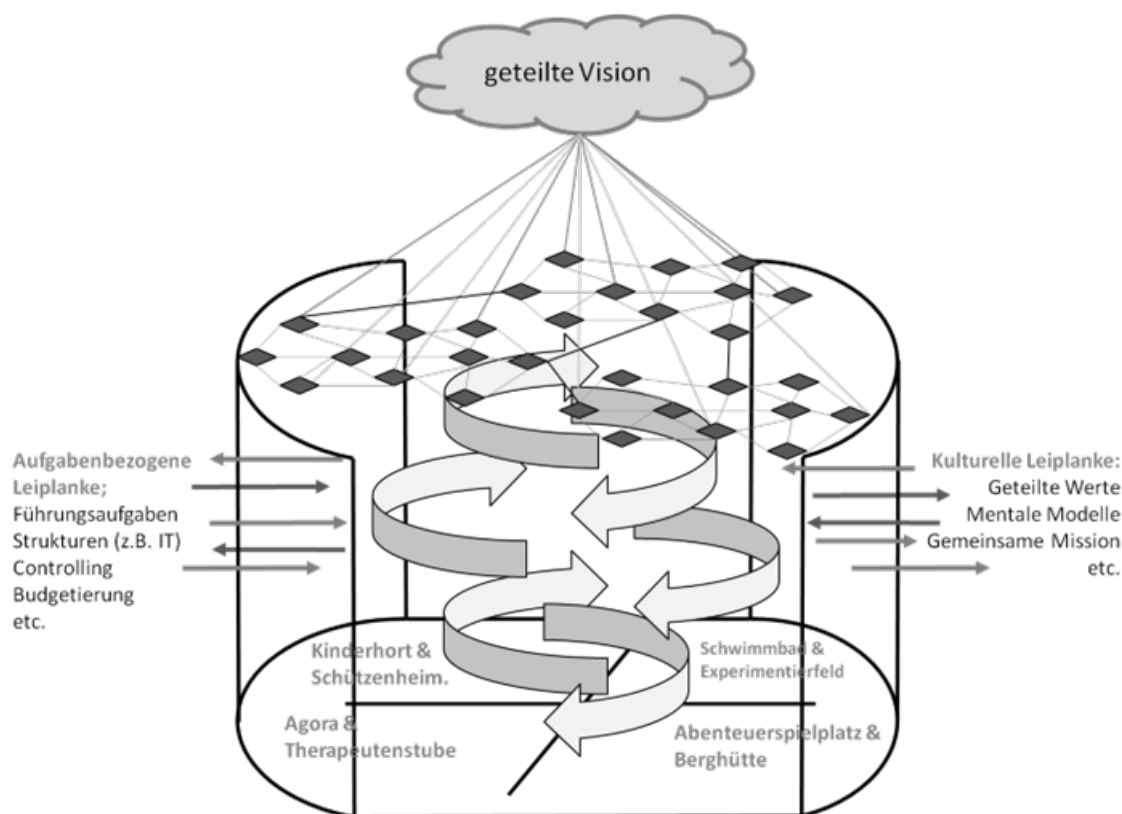 geteilte Vision
Aufgabenbezogene
Leiplanke;
Führungsaufgaben
Strukturen (z.B. IT)
Controlling
Budgetierung
etc.
Kulturelle Leiplanke:
Geteilte Werte
Mentale Modelle
Gemeinsame Mission
etc.
Kinderhort &
Schützenheim.
Schwimmbad &
Experimentierfeld
Agora &
Therapeutenstube
Abenteuerspielplatz &
Berghütte